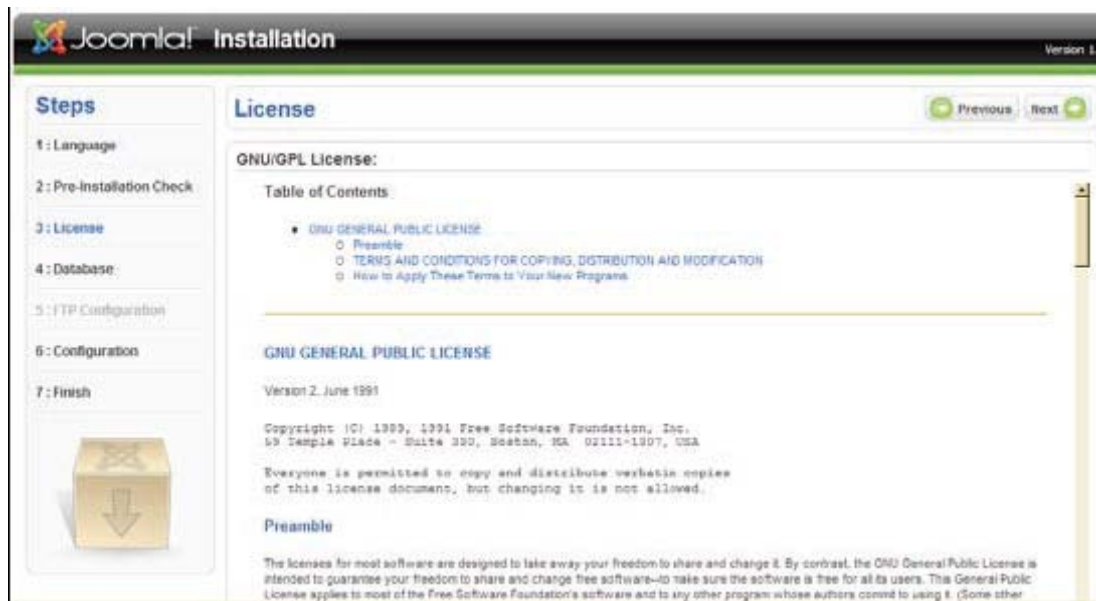 Joomla! Installation
Version 1.
Steps
1 : Language
2 : Pre-Installation Check
3 : License
4 : Database
5 : FTP Configuration
6 : Configuration
7 : Finish
License
Previous
Next
GNU/GPL License:
Table of Contents
GNU GENERAL PUBLIC LICENSE
Preamble
TERMS AND CONDITIONS FOR COPYING, DISTRIBUTION AND MODIFICATION
How to Apply These Terms to Your New Programs
GNU GENERAL PUBLIC LICENSE
Version 2, June 1991
Copyright (C) 1989, 1991 Free Software Foundation, Inc.
59 Temple Place - Suite 330, Boston, MA 02111-1307, USA
Everyone is permitted to copy and distribute verbatim copies
of this license document, but changing it is not allowed.
Preamble
The licenses for most software are designed to take away your freedom to share and change it. By contrast, the GNU General Public License is
intended to guarantee your freedom to share and change free software--to make sure the software is free for all its users. This General Public
License applies to most of the Free Software Foundation's software and to any other program whose authors commit to using it. (Some other